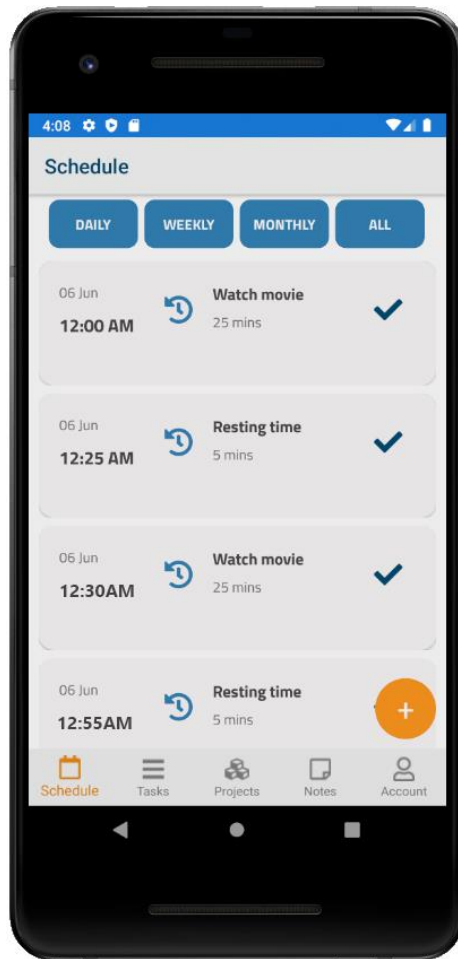 4:08
Schedule
DAILY WEEKLY MONTHLY ALL
06 Jun Watch movie
12:00 AM 25 mins
06 Jun Resting time
12:25 AM 5 mins
06 Jun Watch movie
12:30AM 25 mins
06 Jun Resting time
12:55AM 5 mins
+
Schedule Tasks Projects Notes Account